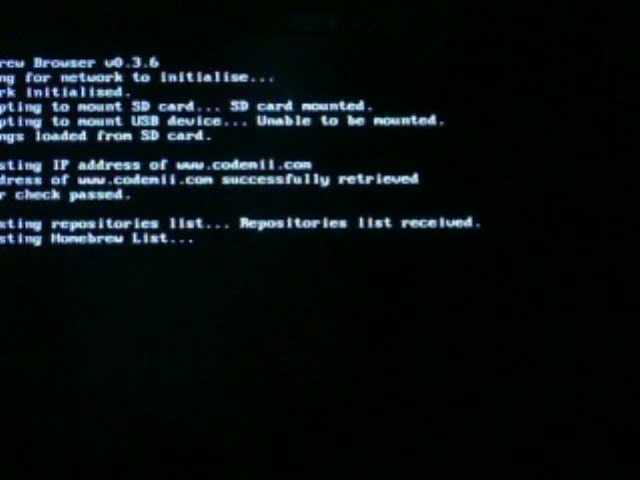 rew Browser v0.3.6
ng for network to initialise...
rk initialised.
pting to mount SD card... SD card mounted.
pting to mount USB device... Unable to be mounted.
ngs loaded from SD card.
sting IP address of www.codemii.com
dress of www.codemii.com successfully retrieved
r check passed.
sting repositories list... Repositories list received.
sting Homebrew List...